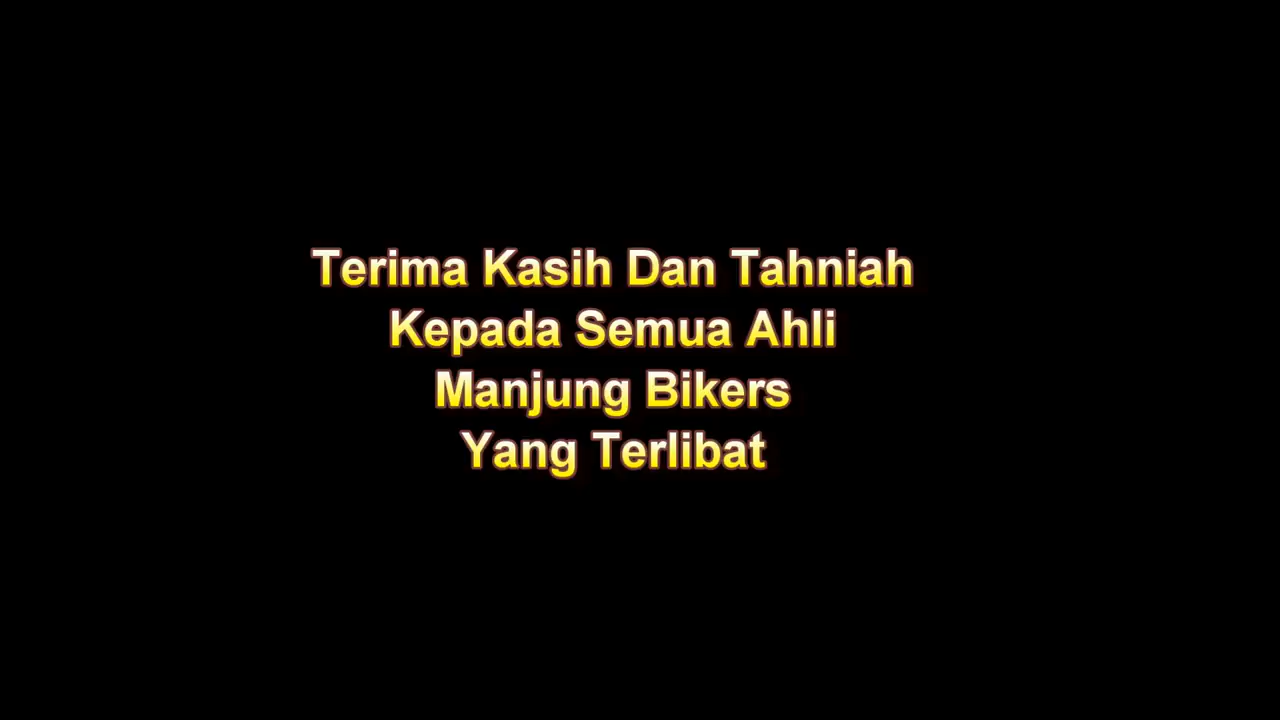 Terima Kasih Dan Tahniah
Kepada Semua Ahli
Manjung Bikers
Yang Terlibat